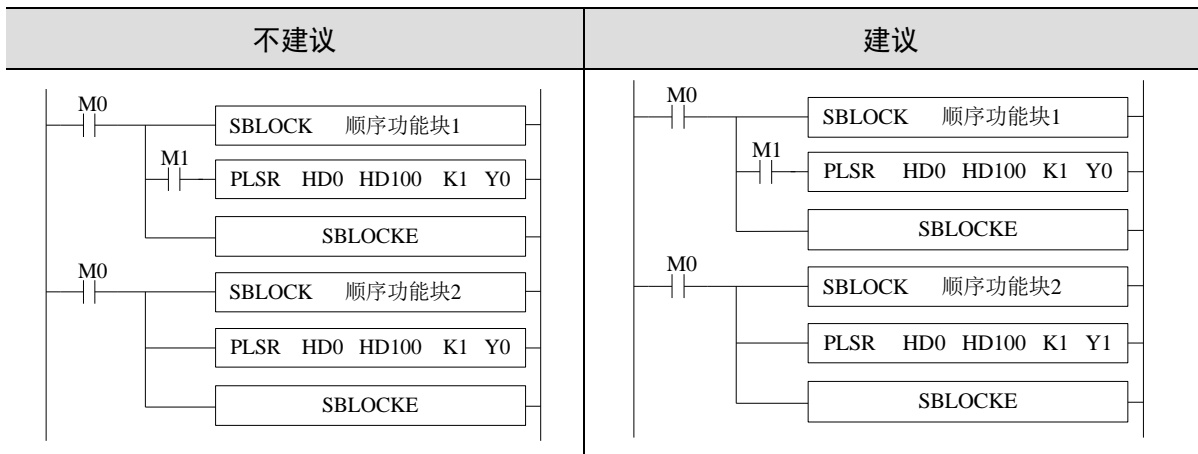 不建议
建议
M0
SBLOCK 顺序功能块1
M1
PLSR HD0 HD100 K1 Y0
SBLOCKE
M0
SBLOCK 顺序功能块2
PLSR HD0 HD100 K1 Y0
SBLOCKE
M0
SBLOCK 顺序功能块1
M1
PLSR HD0 HD100 K1 Y0
SBLOCKE
M0
SBLOCK 顺序功能块2
PLSR HD0 HD100 K1 Y1
SBLOCKE